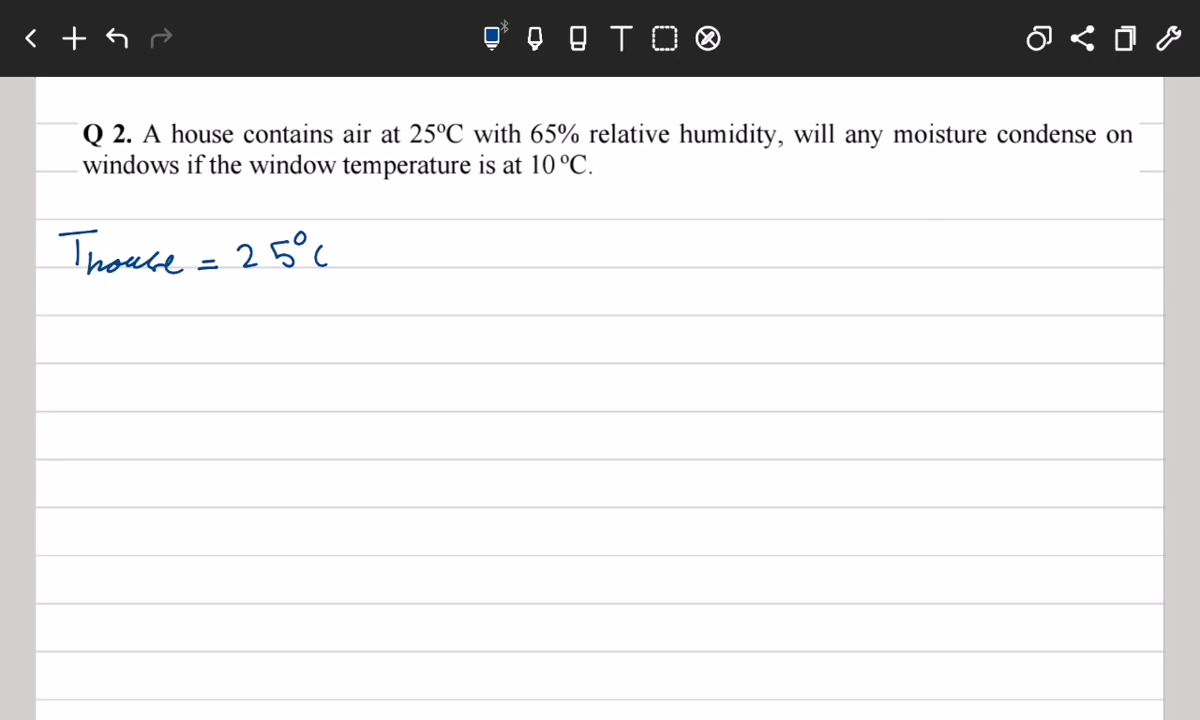 Q 2. A house contains air at 25ºC with 65% relative humidity, will any moisture condense on
windows if the window temperature is at 10 ºC.
Thouse = 25°C